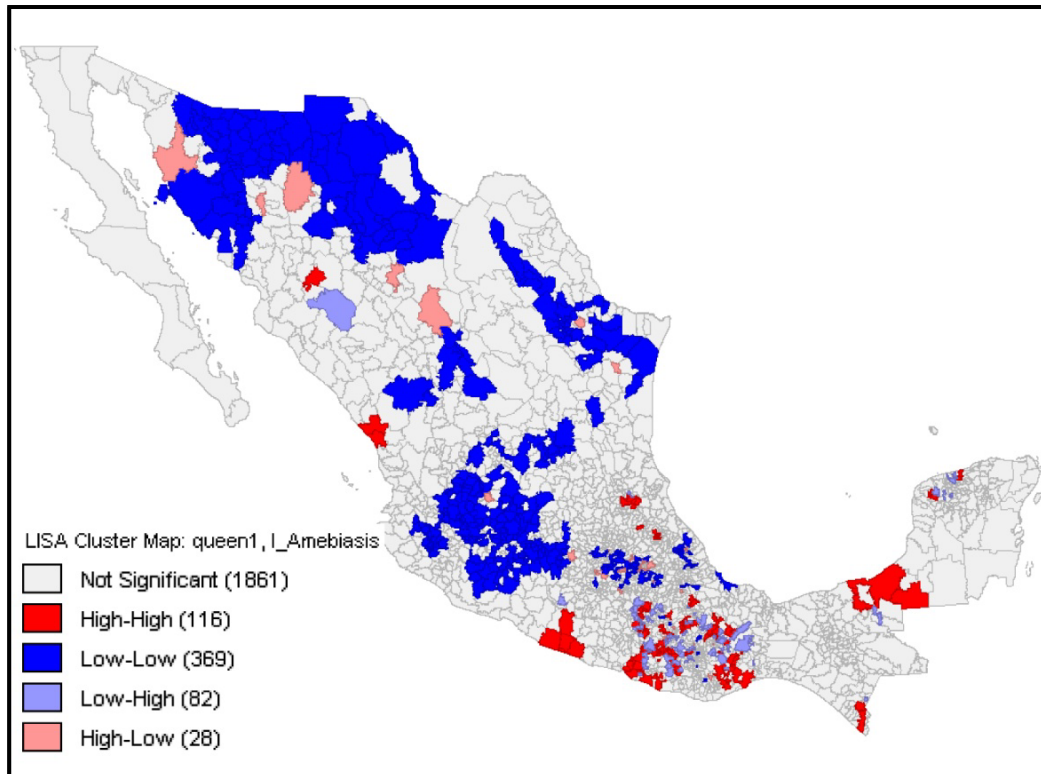 LISA Cluster Map: queen1, I_Amebiasis
Not Significant (1861)
High-High (116)
Low-Low (369)
Low-High (82)
High-Low (28)